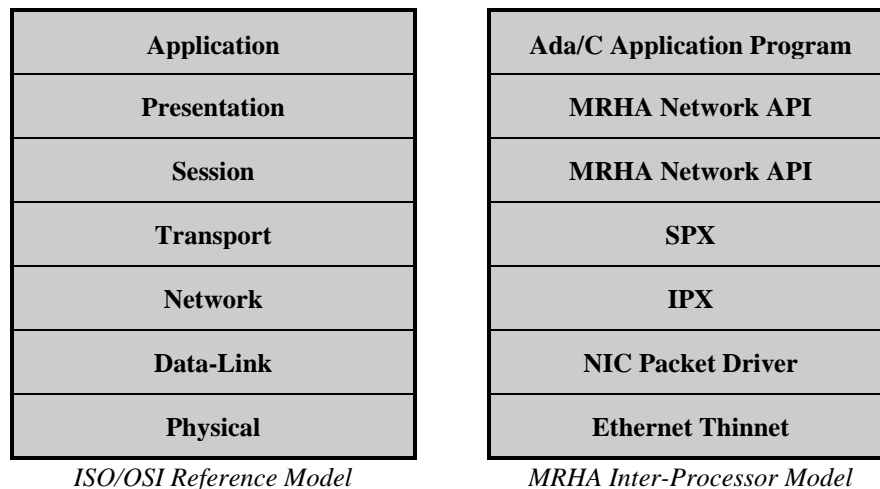 Application
Presentation
Session
Transport
Network
Data-Link
Physical
ISO/OSI Reference Model
Ada/C Application Program
MRHA Network API
MRHA Network API
SPX
IPX
NIC Packet Driver
Ethernet Thinnet
MRHA Inter-Processor Model